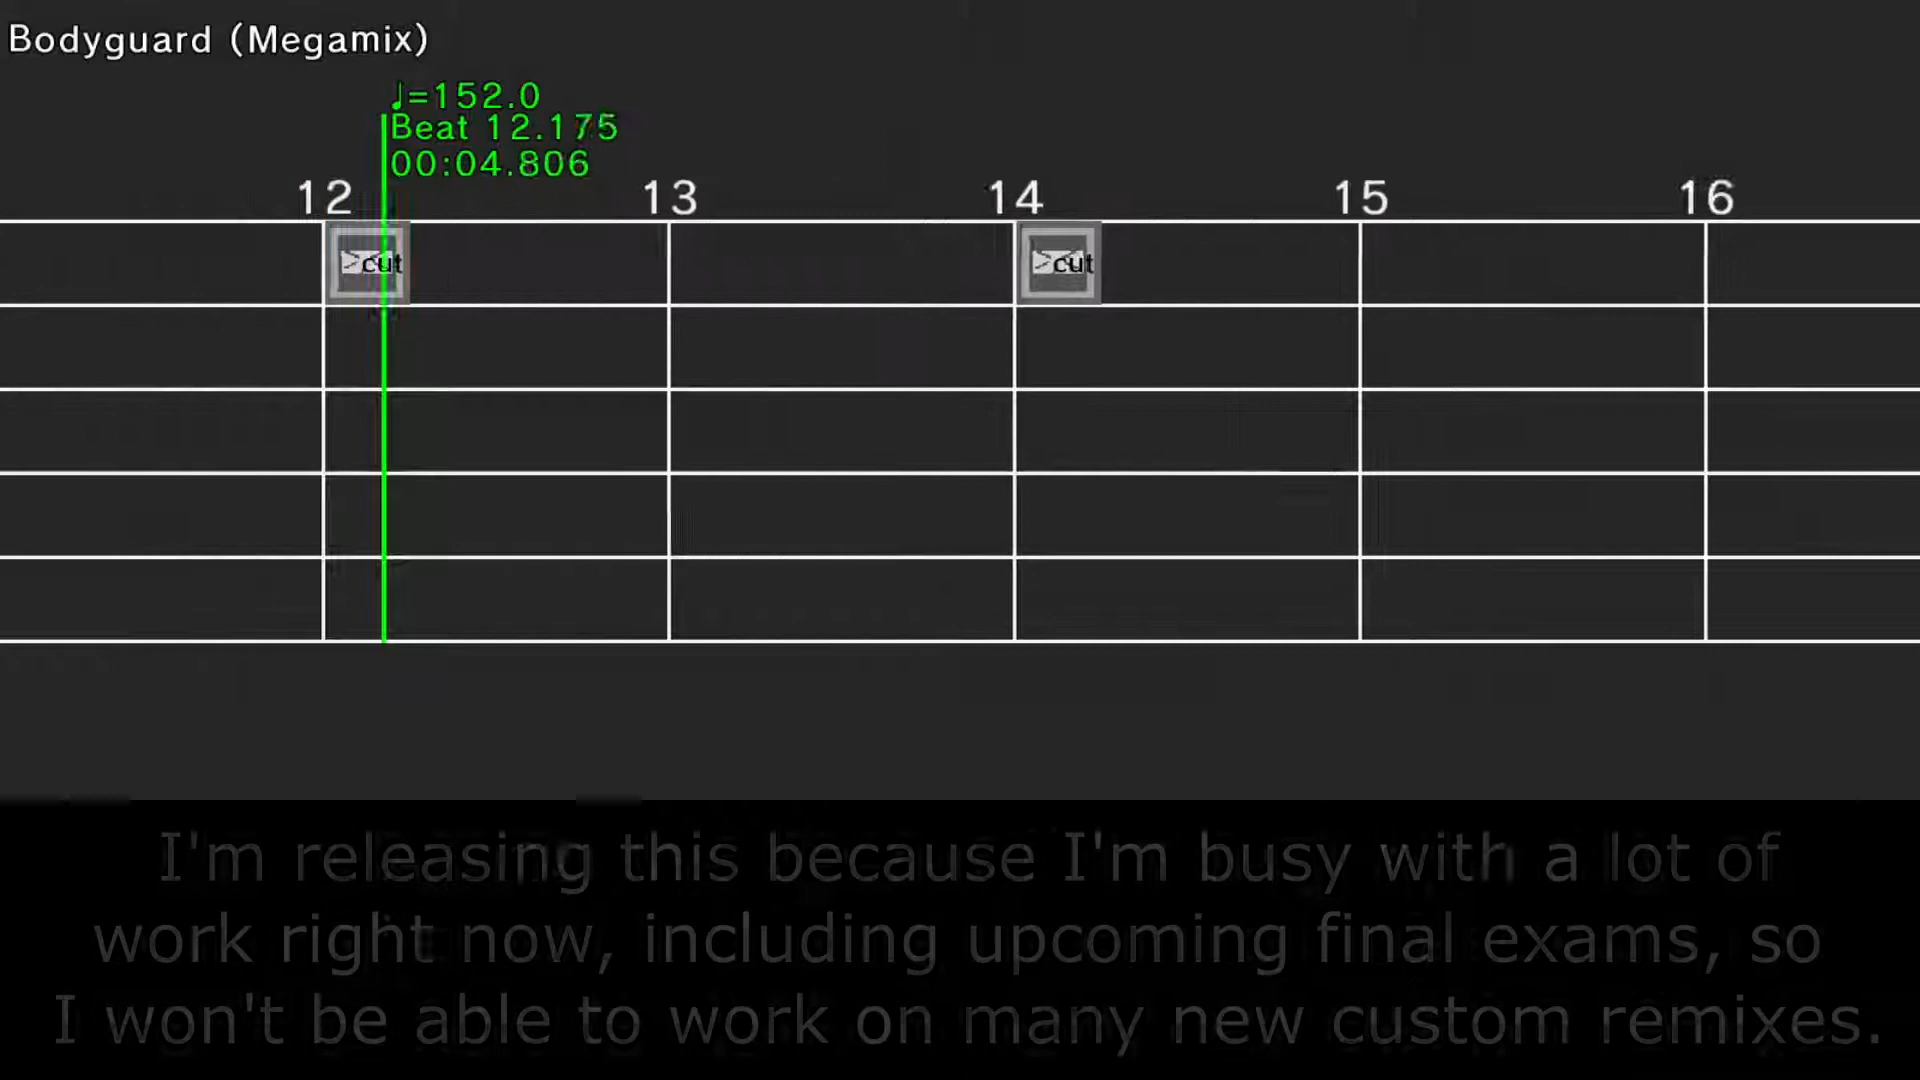 Bodyguard (Megamix)
♩=152.0
Beat 12.175
00:04.806
12 13 14 15 16
>cut >cut
I'm releasing this because I'm busy with a lot of
work right now, including upcoming final exams, so
I won't be able to work on many new custom remixes.